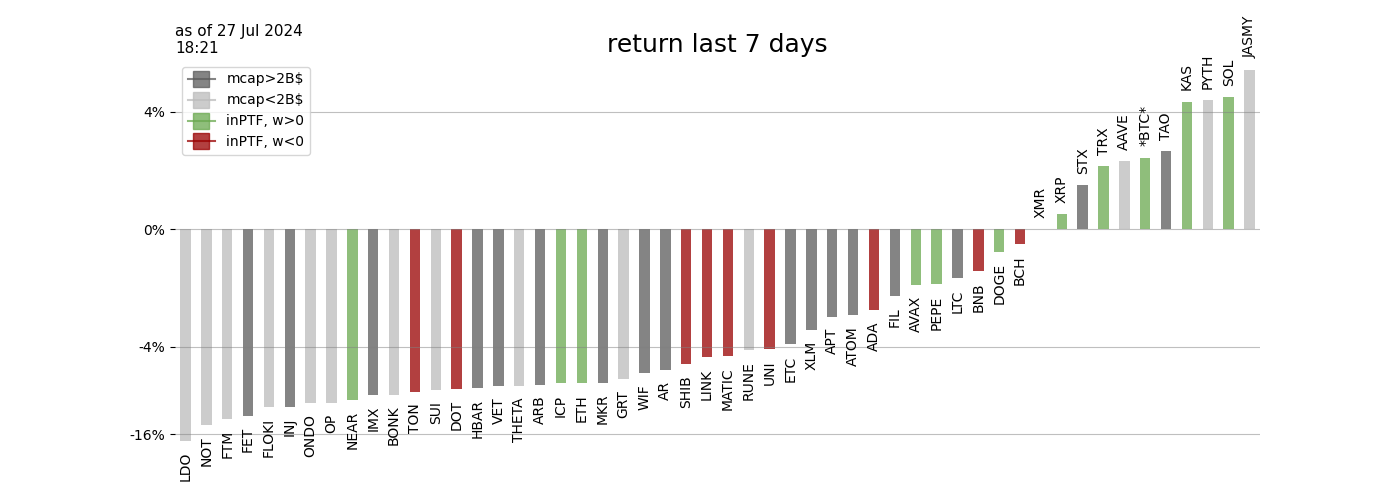 as of 27 Jul 2024
18:21
return last 7 days
mcap>2B$
mcap<2B$
inPTF, w>0
inPTF, w<0
4%
0%
-4%
-16%
LDO
NOT
FTM
FET
FLOKI
INJ
ONDO
OP
NEAR
IMX
BONK
TON
SUI
DOT
HBAR
VET
THETA
ARB
ICP
ETH
MKR
GRT
WIF
AR
SHIB
LINK
MATIC
RUNE
UNI
ETC
XLM
APT
ATOM
ADA
FIL
AVAX
PEPE
LTC
BNB
DOGE
BCH
XMR
XRP
STX
TRX
AAVE
*BTC*
TAO
KAS
PYTH
SOL
JASMY